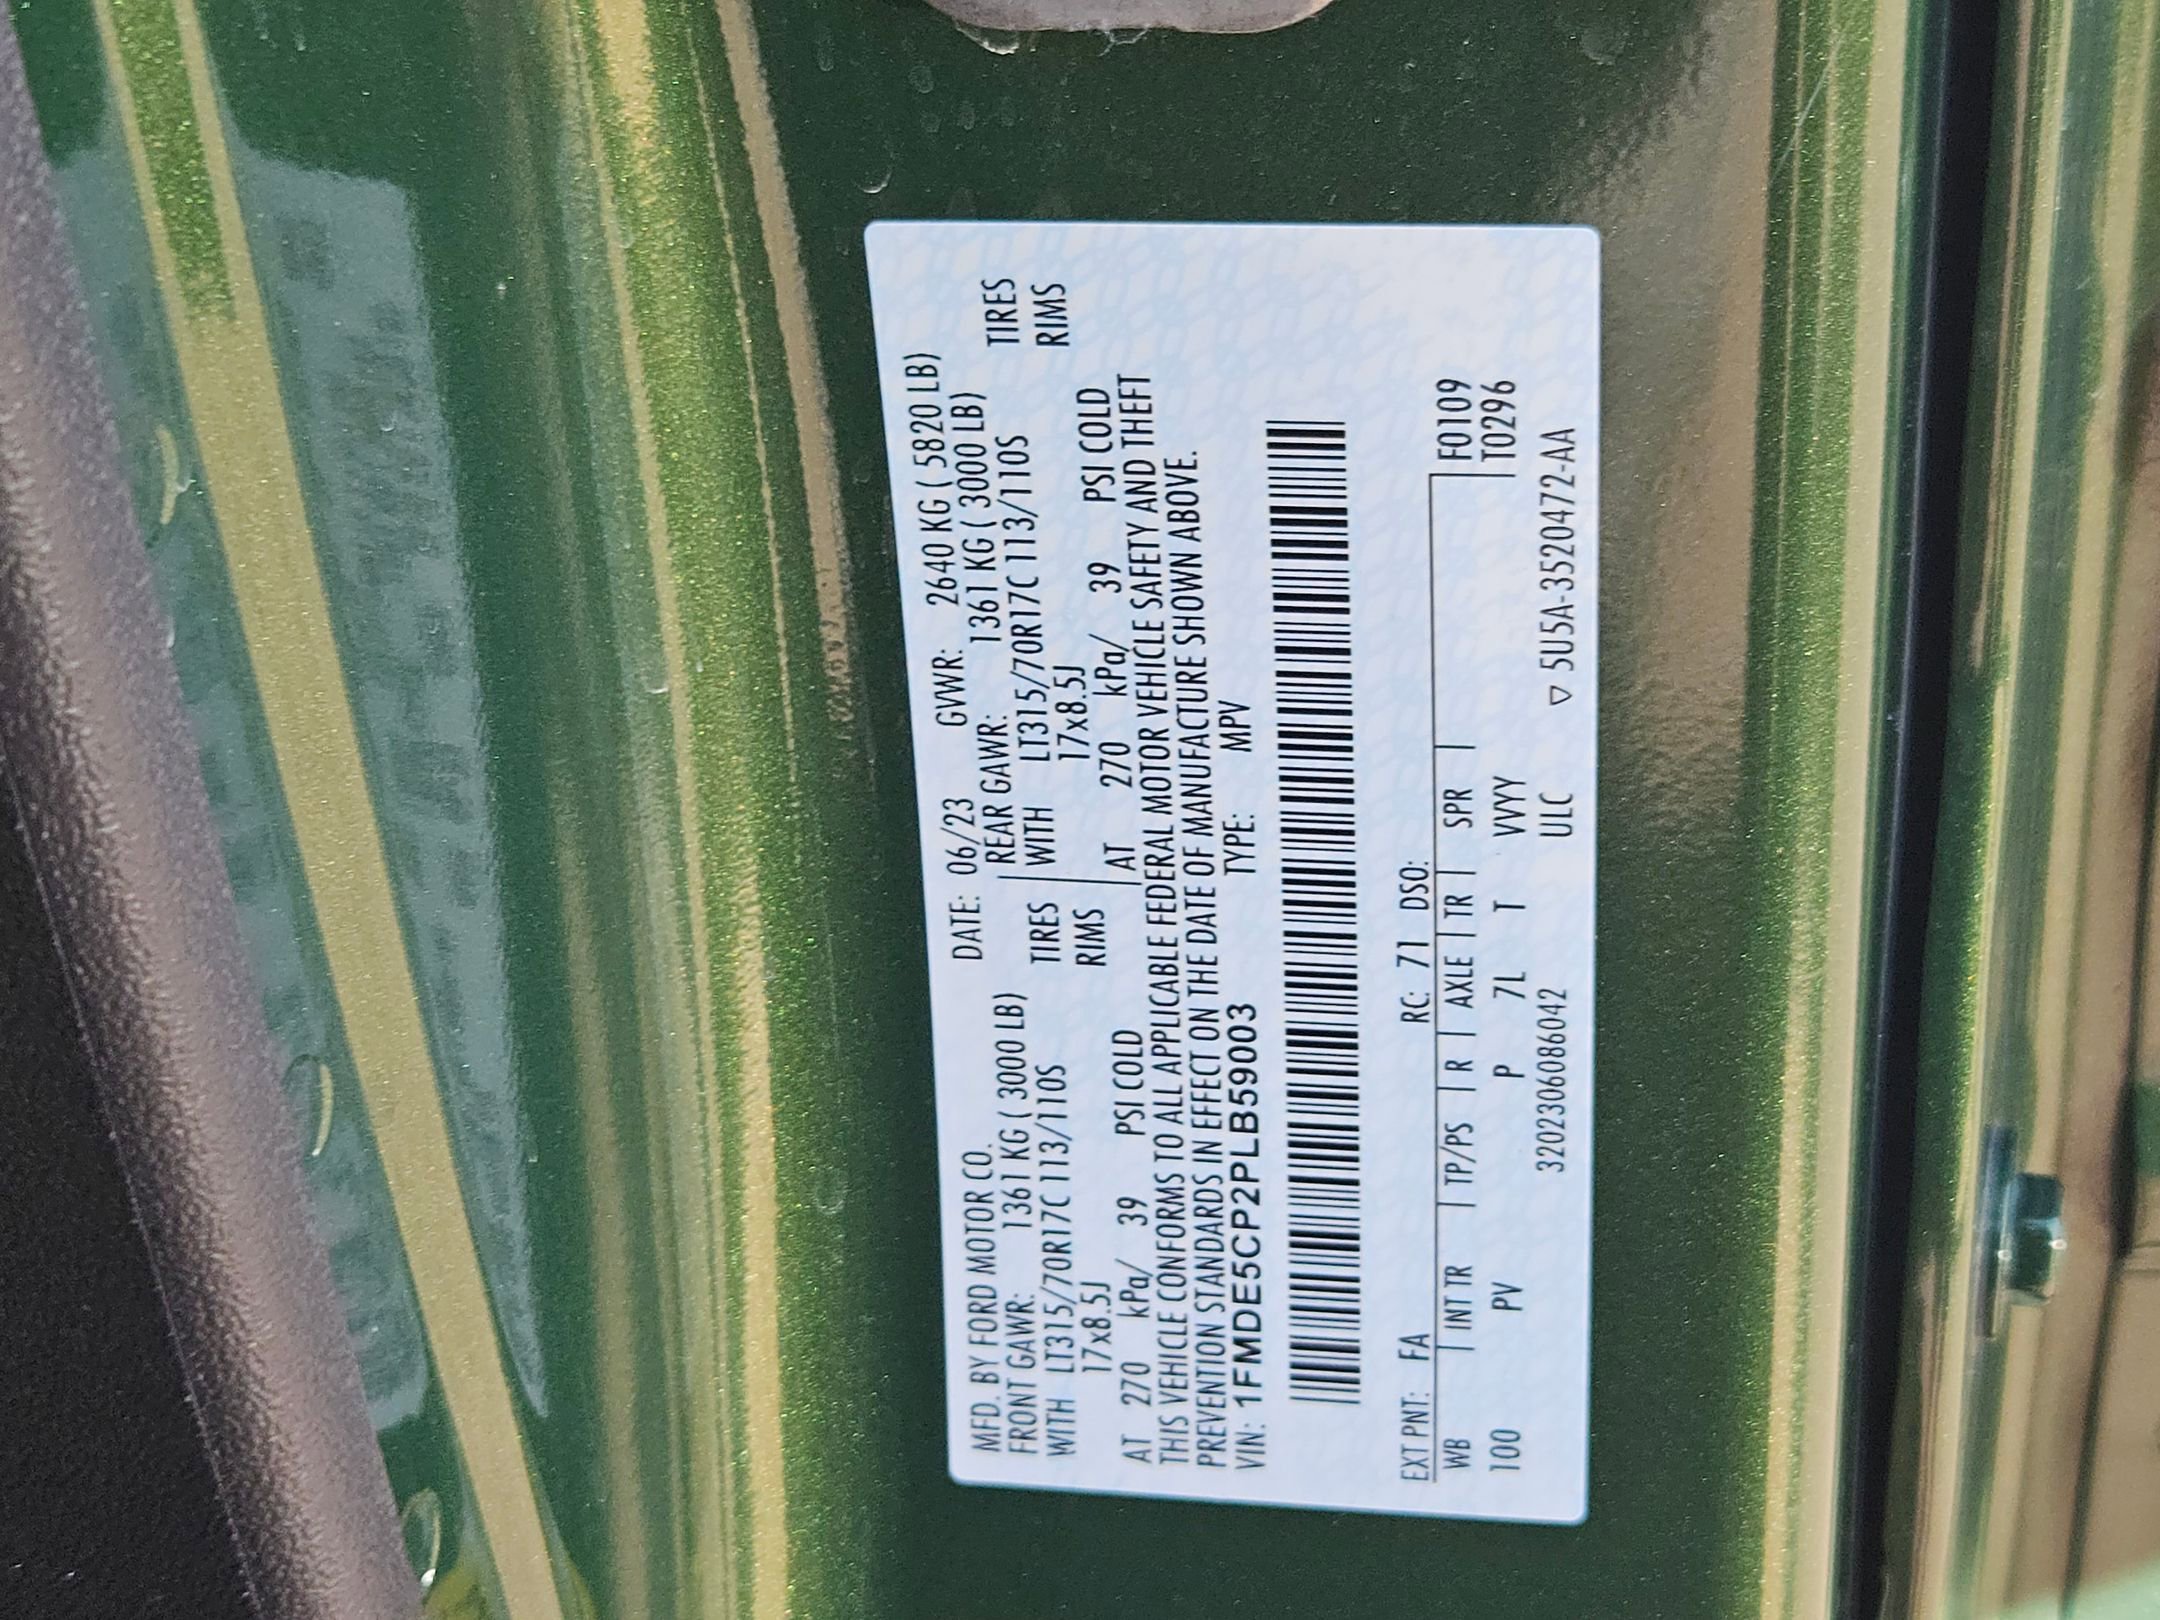 MFD. BY FORD MOTOR CO. DATE: 06/23 GVWR: 2640 KG ( 5820 LB)
FRONT GAWR: 1361 KG ( 3000 LB) REAR GAWR: 1361 KG ( 3000 LB)
WITH LT315/70R17C 113/110S TIRES WITH LT315/70R17C 113/110S TIRES
17x8.5J RIMS 17x8.5J RIMS
AT 270 kPa/ 39 PSI COLD AT 270 kPa/ 39 PSI COLD
THIS VEHICLE CONFORMS TO ALL APPLICABLE FEDERAL MOTOR VEHICLE SAFETY AND THEFT
PREVENTION STANDARDS IN EFFECT ON THE DATE OF MANUFACTURE SHOWN ABOVE.
VIN: 1FMDE5CP2PLB59003 TYPE: MPV
EXT PNT: FA RC: 71 DSO:
WB INT TR TP/PS R AXLE TR SPR F0109
100 PV P 7L T VVYY T0296
3202306086042 ULC ▽ 5U5A-3520472-AA